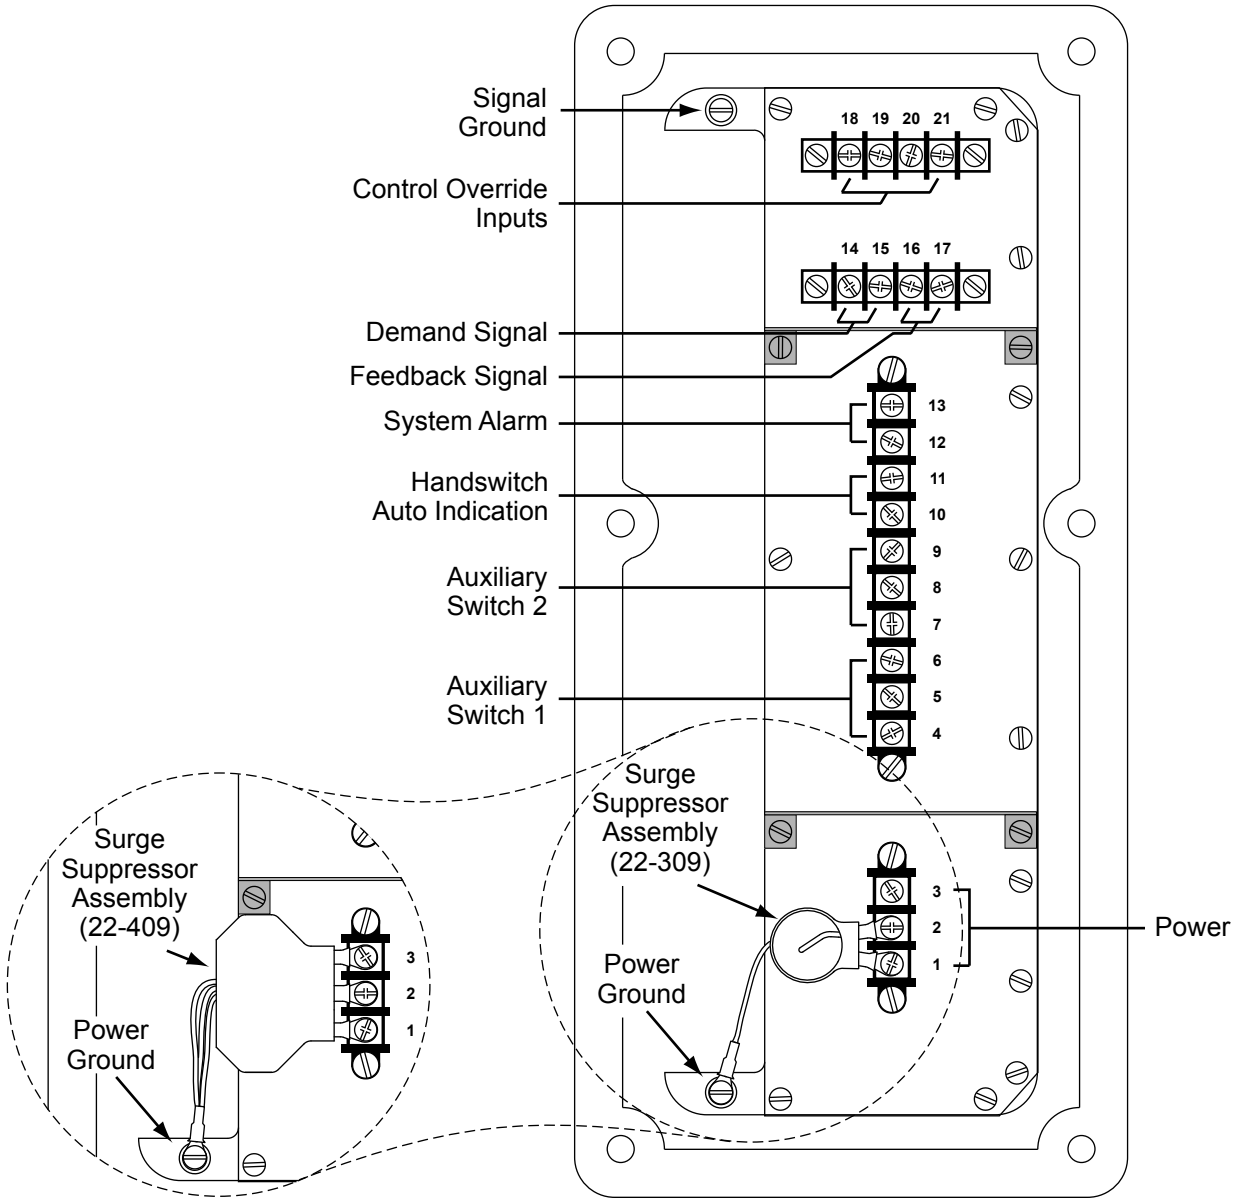 Signal
Ground
18 19 20 21
Control Override
Inputs
14 15 16 17
Demand Signal
Feedback Signal
System Alarm
13
12
Handswitch
Auto Indication
11
10
Auxiliary
Switch 2
9
8
7
Auxiliary
Switch 1
6
5
4
Surge
Suppressor
Assembly
(22-309)
3
2
1
Power
Power
Ground
Surge
Suppressor
Assembly
(22-409)
3
2
1
Power
Ground